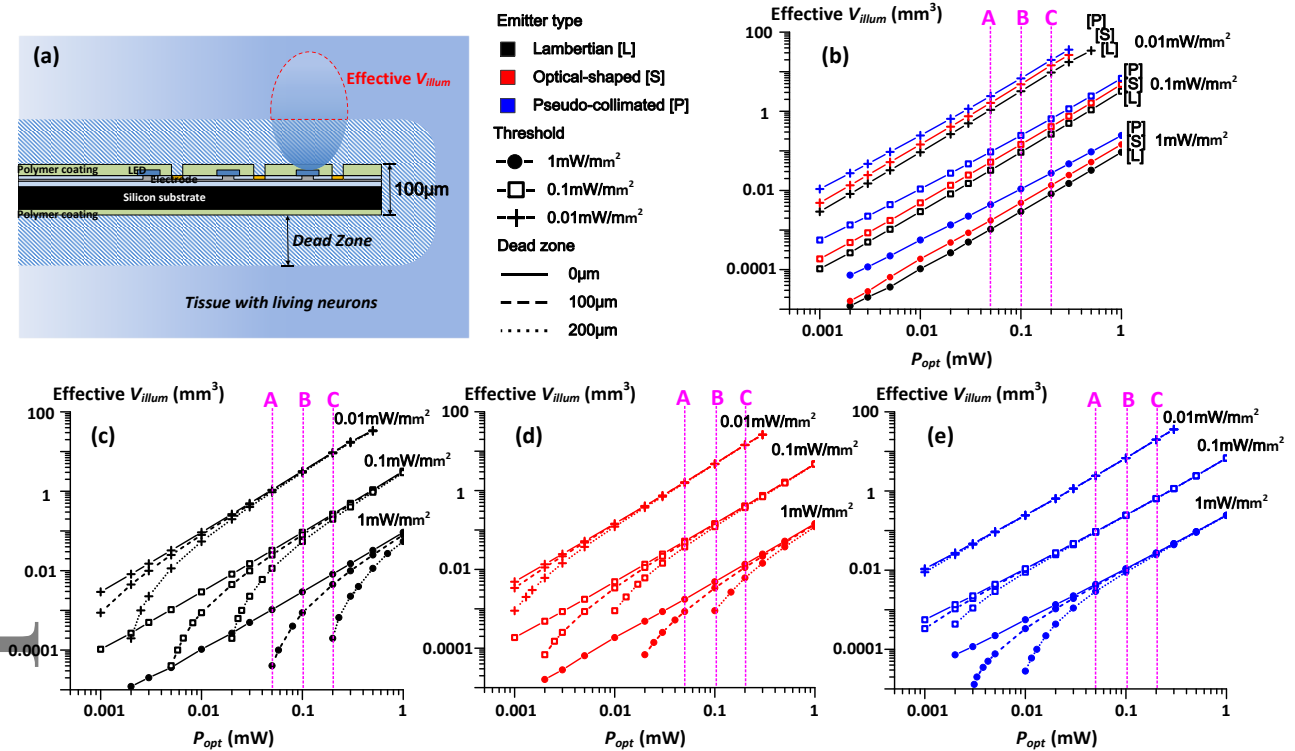 (a)
Effective V_illum
Polymer coating
LED
Electrode
Silicon substrate
Polymer coating
100μm
Dead Zone
Tissue with living neurons
Emitter type
Lambertian [L]
Optical-shaped [S]
Pseudo-collimated [P]
Threshold
1mW/mm²
0.1mW/mm²
0.01mW/mm²
Dead zone
0μm
100μm
200μm
Effective V_illum (mm³)
A B C
(b)
[P]
[S]
[L]
0.01mW/mm²
[P]
[S]
[L]
0.1mW/mm²
[P]
[S]
[L]
1mW/mm²
100
1
0.01
0.0001
0.001 0.01 0.1 1
P_opt (mW)
Effective V_illum (mm³)
A B C
(c)
0.01mW/mm²
0.1mW/mm²
1mW/mm²
100
1
0.01
0.0001
0.001 0.01 0.1 1
P_opt (mW)
Effective V_illum (mm³)
A B C
(d)
0.01mW/mm²
0.1mW/mm²
1mW/mm²
100
1
0.01
0.0001
0.001 0.01 0.1 1
P_opt (mW)
Effective V_illum (mm³)
A B C
(e)
0.01mW/mm²
0.1mW/mm²
1mW/mm²
100
1
0.01
0.0001
0.001 0.01 0.1 1
P_opt (mW)